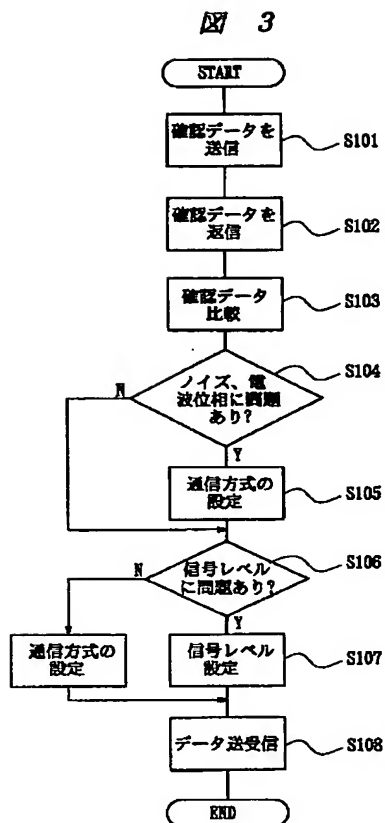 図 3
START
確認データを
送信
S101
確認データを
返信
S102
確認データ
比較
S103
S104
ノイズ、電
波位相に問題
あり?
N
Y
通信方式の
設定
S105
S106
信号レベル
に問題あり?
N
Y
通信方式の
設定
信号レベル
設定
S107
データ送受信
S108
END